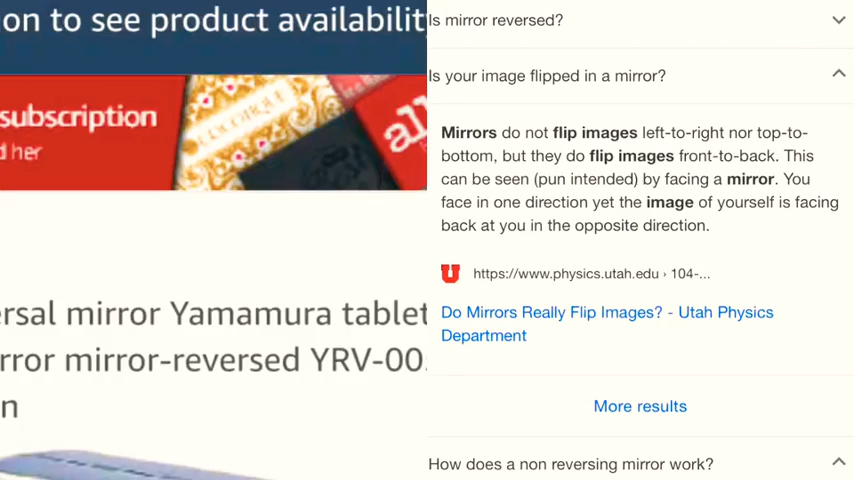 on to see product availability
subscription
d her
COCORIQUE
all
ersal mirror Yamamura tablet
rror mirror-reversed YRV-00
n
Is mirror reversed?
Is your image flipped in a mirror?
Mirrors do not flip images left-to-right nor top-to-
bottom, but they do flip images front-to-back. This
can be seen (pun intended) by facing a mirror. You
face in one direction yet the image of yourself is facing
back at you in the opposite direction.
https://www.physics.utah.edu › 104-...
Do Mirrors Really Flip Images? - Utah Physics
Department
More results
How does a non reversing mirror work?